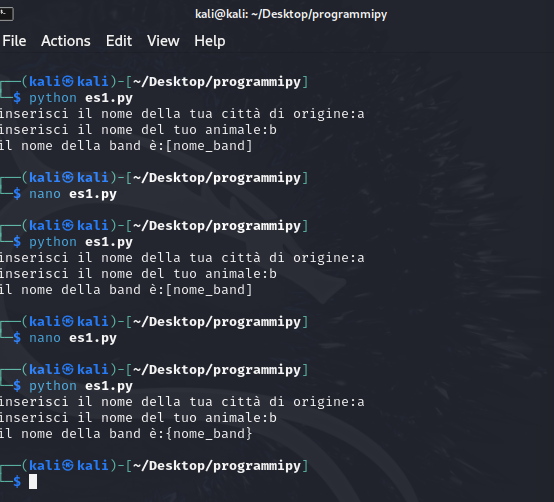 kali@kali: ~/Desktop/programmipy
File Actions Edit View Help
┌──(kali㉿kali)-[~/Desktop/programmipy]
└─$ python es1.py
inserisci il nome della tua città di origine:a
inserisci il nome del tuo animale:b
il nome della band è:[nome_band]
┌──(kali㉿kali)-[~/Desktop/programmipy]
└─$ nano es1.py
┌──(kali㉿kali)-[~/Desktop/programmipy]
└─$ python es1.py
inserisci il nome della tua città di origine:a
inserisci il nome del tuo animale:b
il nome della band è:[nome_band]
┌──(kali㉿kali)-[~/Desktop/programmipy]
└─$ nano es1.py
┌──(kali㉿kali)-[~/Desktop/programmipy]
└─$ python es1.py
inserisci il nome della tua città di origine:a
inserisci il nome del tuo animale:b
il nome della band è:{nome_band}
┌──(kali㉿kali)-[~/Desktop/programmipy]
└─$